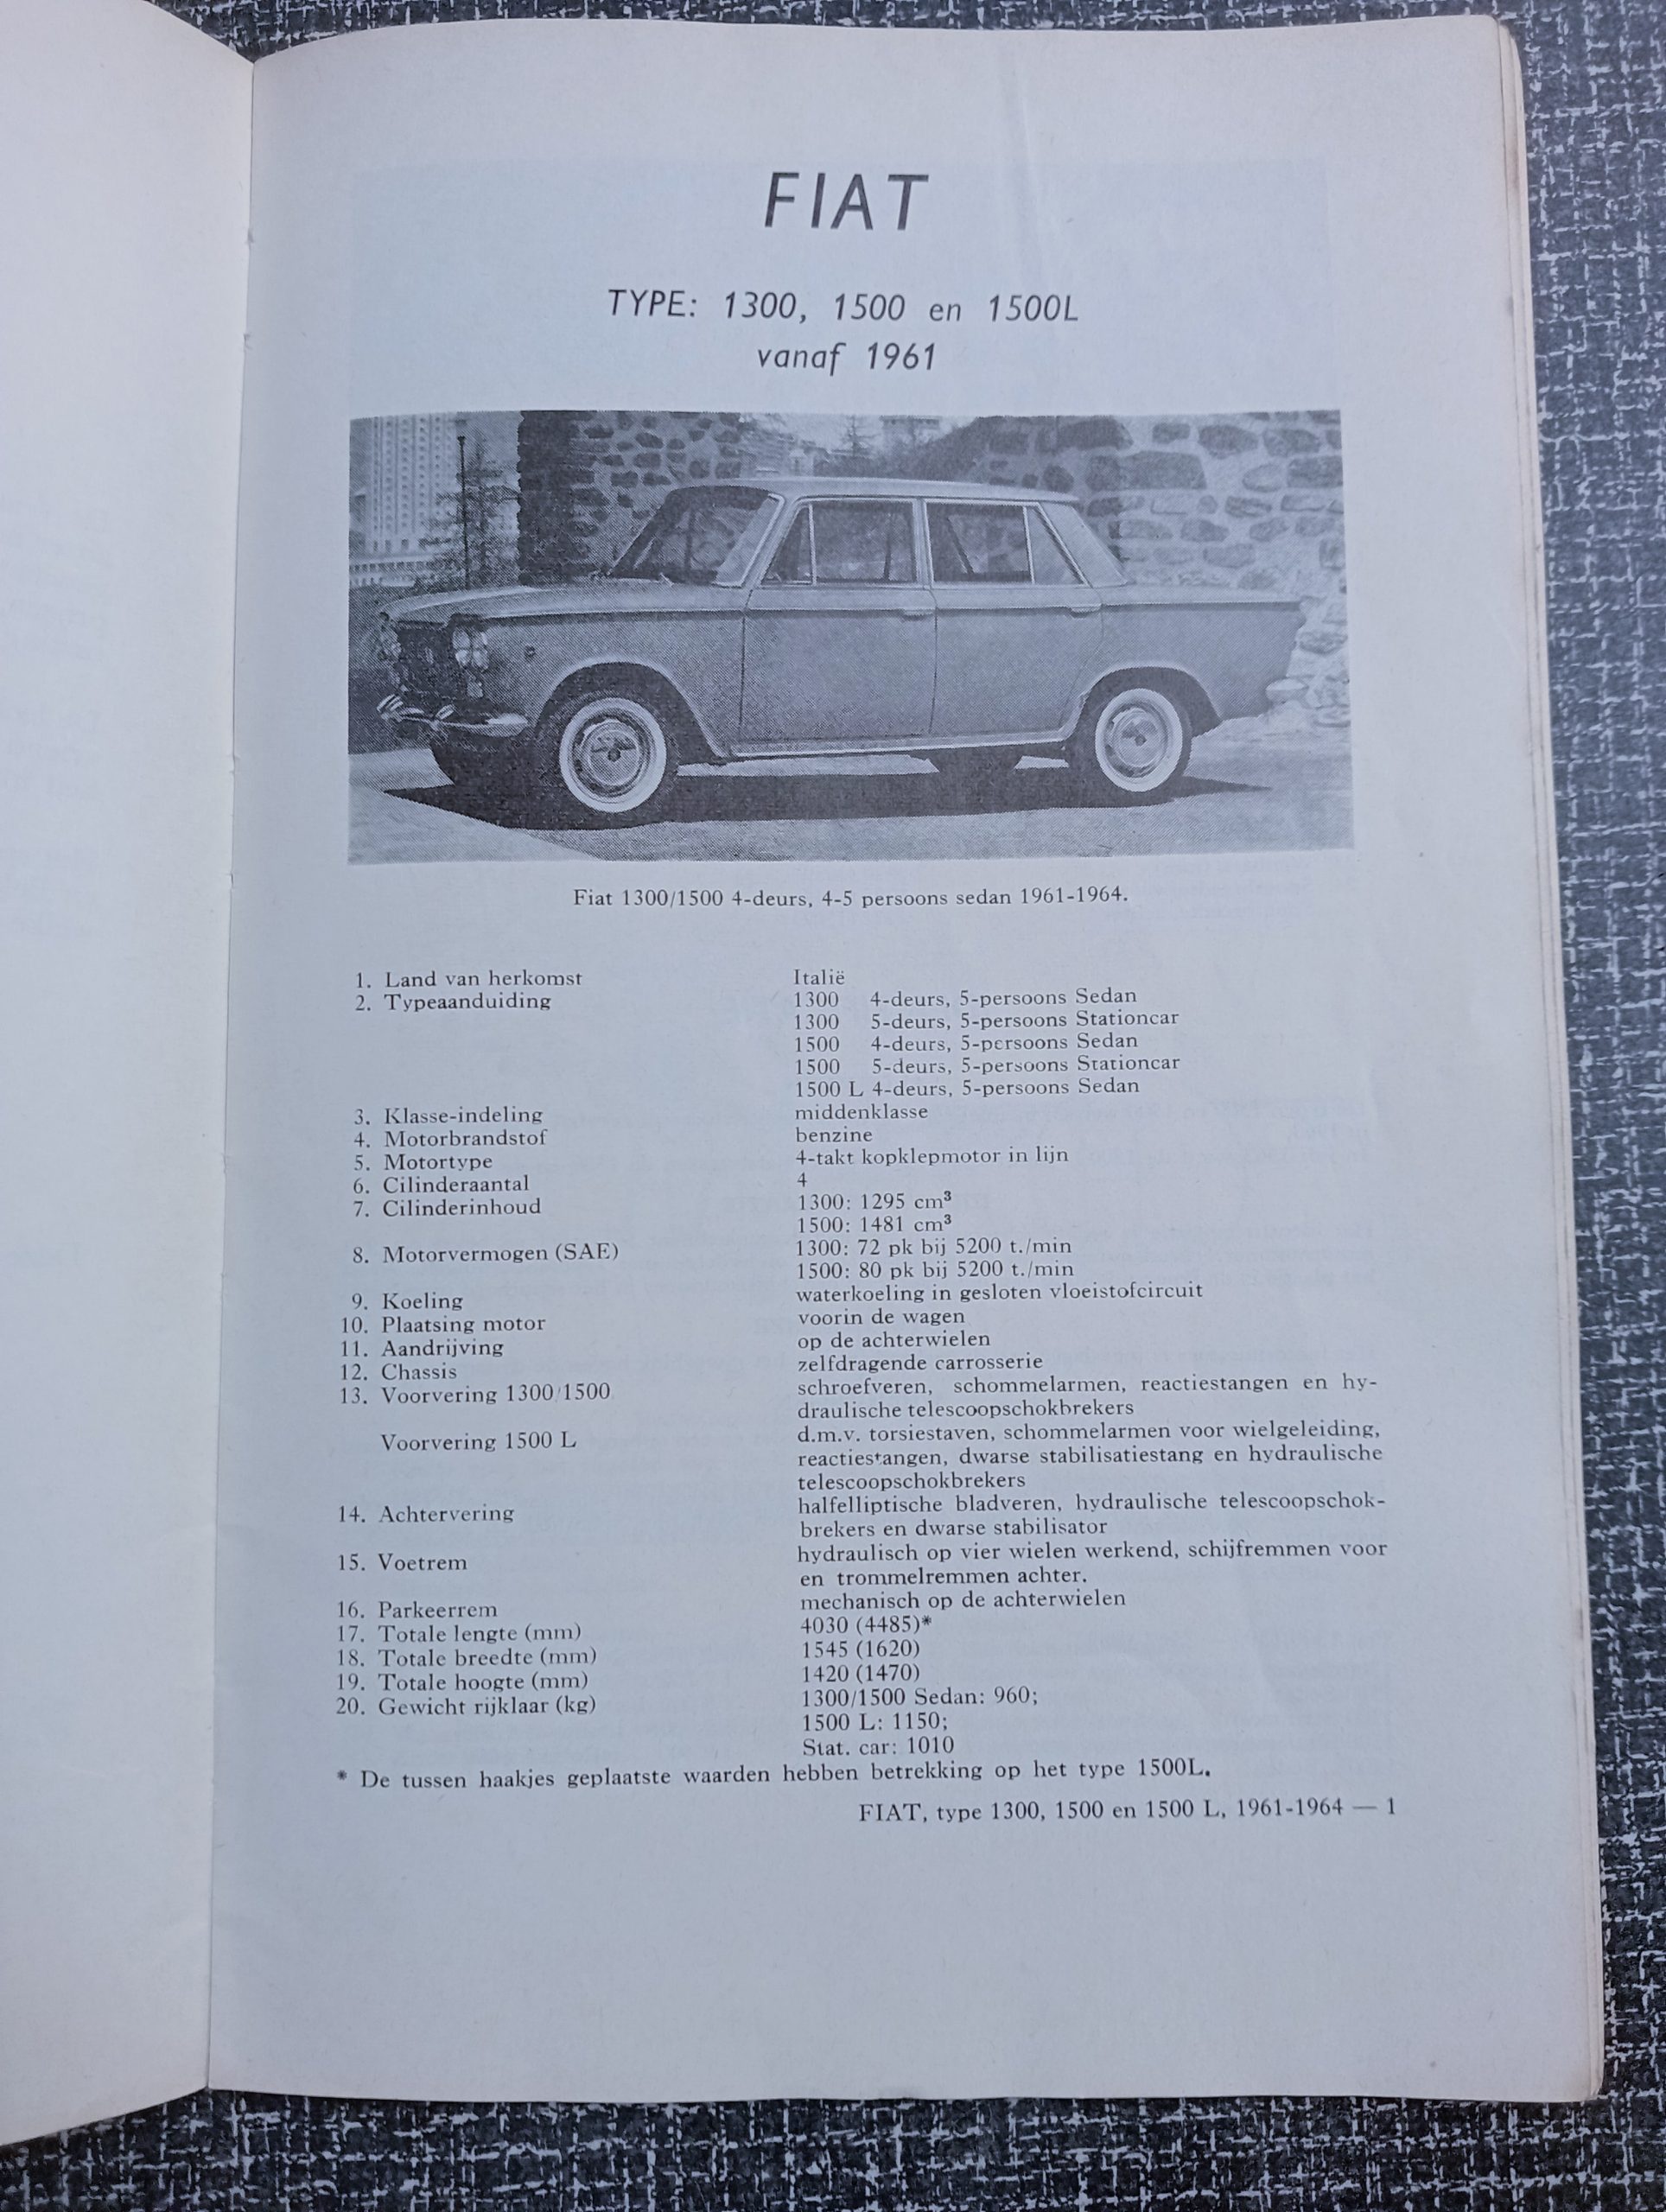 FIAT
TYPE: 1300, 1500 en 1500L
vanaf 1961
Fiat 1300/1500 4-deurs, 4-5 persoons sedan 1961-1964.
1. Land van herkomst Italië
2. Typeaanduiding 1300 4-deurs, 5-persoons Sedan
1300 5-deurs, 5-persoons Stationcar
1500 4-deurs, 5-persoons Sedan
1500 5-deurs, 5-persoons Stationcar
1500 L 4-deurs, 5-persoons Sedan
3. Klasse-indeling middenklasse
4. Motorbrandstof benzine
5. Motortype 4-takt kopklepmotor in lijn
6. Cilinderaantal 4
7. Cilinderinhoud 1300: 1295 cm³
1500: 1481 cm³
8. Motorvermogen (SAE) 1300: 72 pk bij 5200 t./min
1500: 80 pk bij 5200 t./min
9. Koeling waterkoeling in gesloten vloeistofcircuit
10. Plaatsing motor voorin de wagen
11. Aandrijving op de achterwielen
12. Chassis zelfdragende carrosserie
13. Voorvering 1300/1500 schroefveren, schommelarmen, reactiestangen en hy-
draulische telescoopschokbrekers
Voorvering 1500 L d.m.v. torsiestaven, schommelarmen voor wielgeleiding,
reactiestangen, dwarse stabilisatiestang en hydraulische
telescoopschokbrekers
14. Achtervering halfelliptische bladveren, hydraulische telescoopschok-
brekers en dwarse stabilisator
15. Voetrem hydraulisch op vier wielen werkend, schijfremmen voor
en trommelremmen achter.
16. Parkeerrem mechanisch op de achterwielen
17. Totale lengte (mm) 4030 (4485)*
18. Totale breedte (mm) 1545 (1620)
19. Totale hoogte (mm) 1420 (1470)
20. Gewicht rijklaar (kg) 1300/1500 Sedan: 960;
1500 L: 1150;
Stat. car: 1010
* De tussen haakjes geplaatste waarden hebben betrekking op het type 1500L.
FIAT, type 1300, 1500 en 1500 L, 1961-1964 — 1